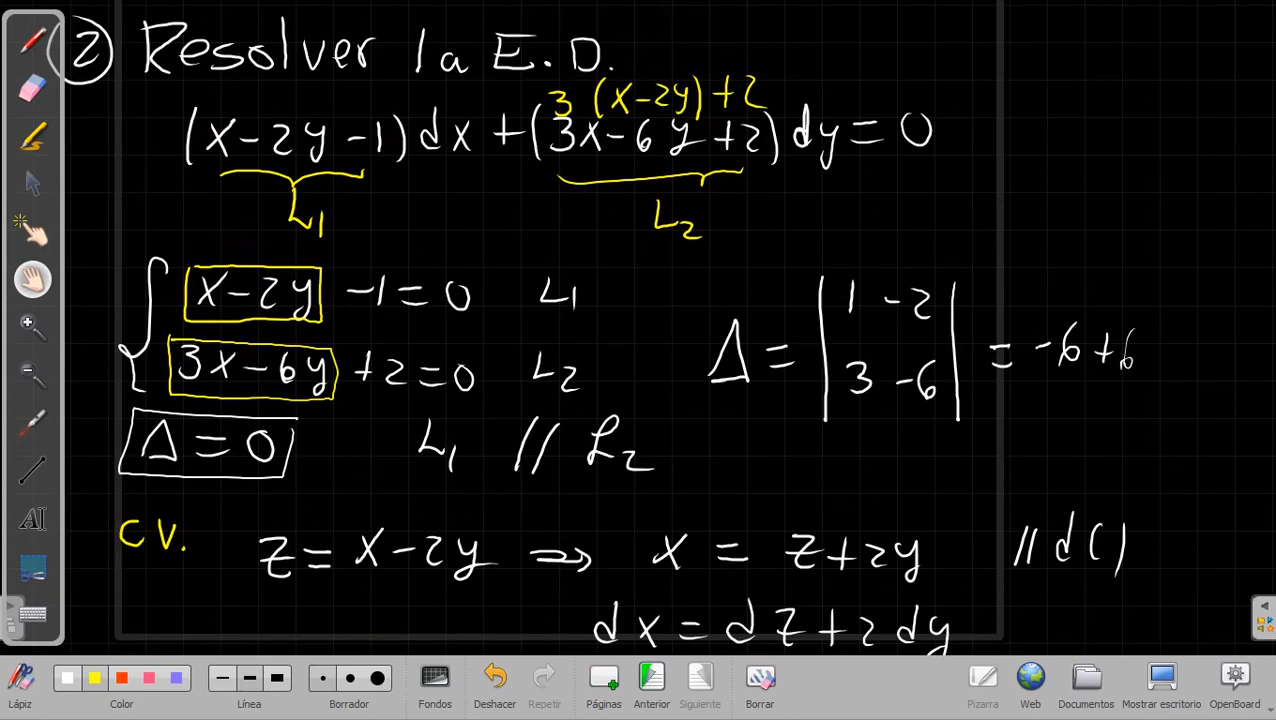 2) Resolver la E.D.
3 (x-2y)+2
(x-2y-1)dx+(3x-6y+2)dy=0
L1 L2
x-2y -1=0 L1
3x-6y +2=0 L2
Δ= | 1 -2 | = -6+6
| 3 -6 |
Δ=0 L1 // L2
C.V. z= x-2y ⇒ x = z+2y // d()
dx= dz+2dy
AI
Lápiz Color Línea Borrador Fondos Deshacer Repetir Páginas Anterior Siguiente Borrar Pizarra Web Documentos Mostrar escritorio OpenBoard